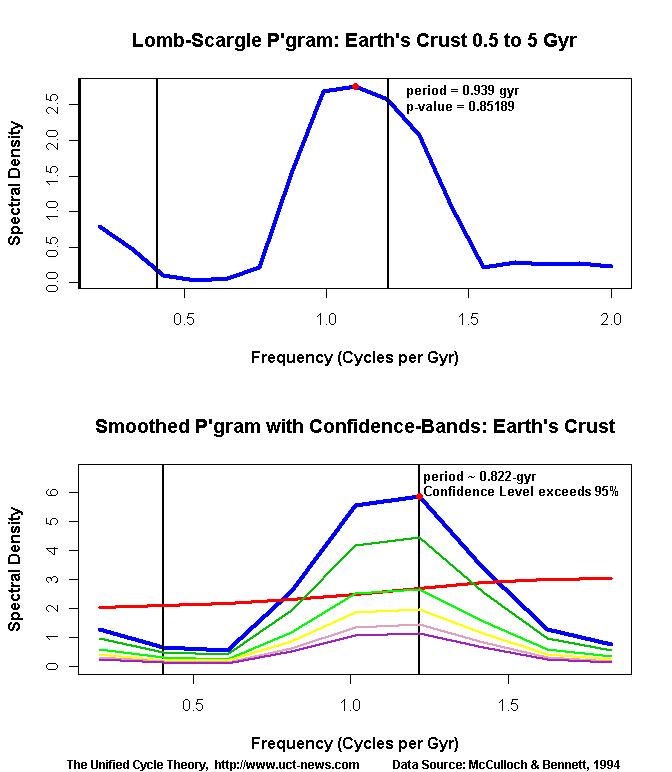 Lomb-Scargle P'gram: Earth's Crust 0.5 to 5 Gyr
period = 0.939 gyr
p-value = 0.85189
Spectral Density
2.5
2.0
1.5
1.0
0.5
0.0
0.5 1.0 1.5 2.0
Frequency (Cycles per Gyr)
Smoothed P'gram with Confidence-Bands: Earth's Crust
period ~ 0.822-gyr
Confidence Level exceeds 95%
Spectral Density
6
5
4
3
2
1
0
0.5 1.0 1.5
Frequency (Cycles per Gyr)
The Unified Cycle Theory, http://www.uct-news.com Data Source: McCulloch & Bennett, 1994